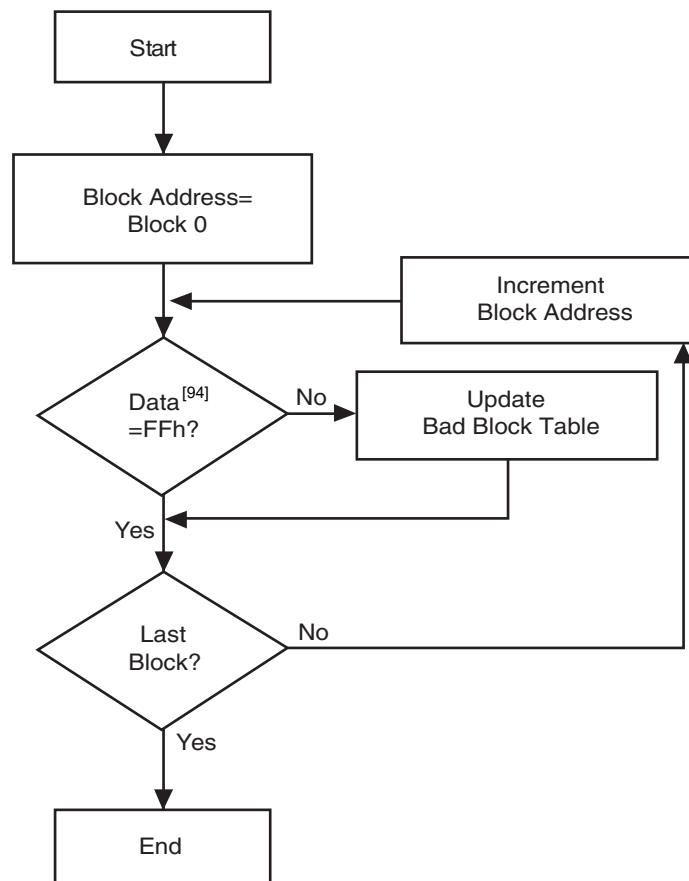 Start
Block Address=
Block 0
Increment
Block Address
Data[94]
=FFh?
No
Update
Bad Block Table
Yes
Last
Block?
No
Yes
End